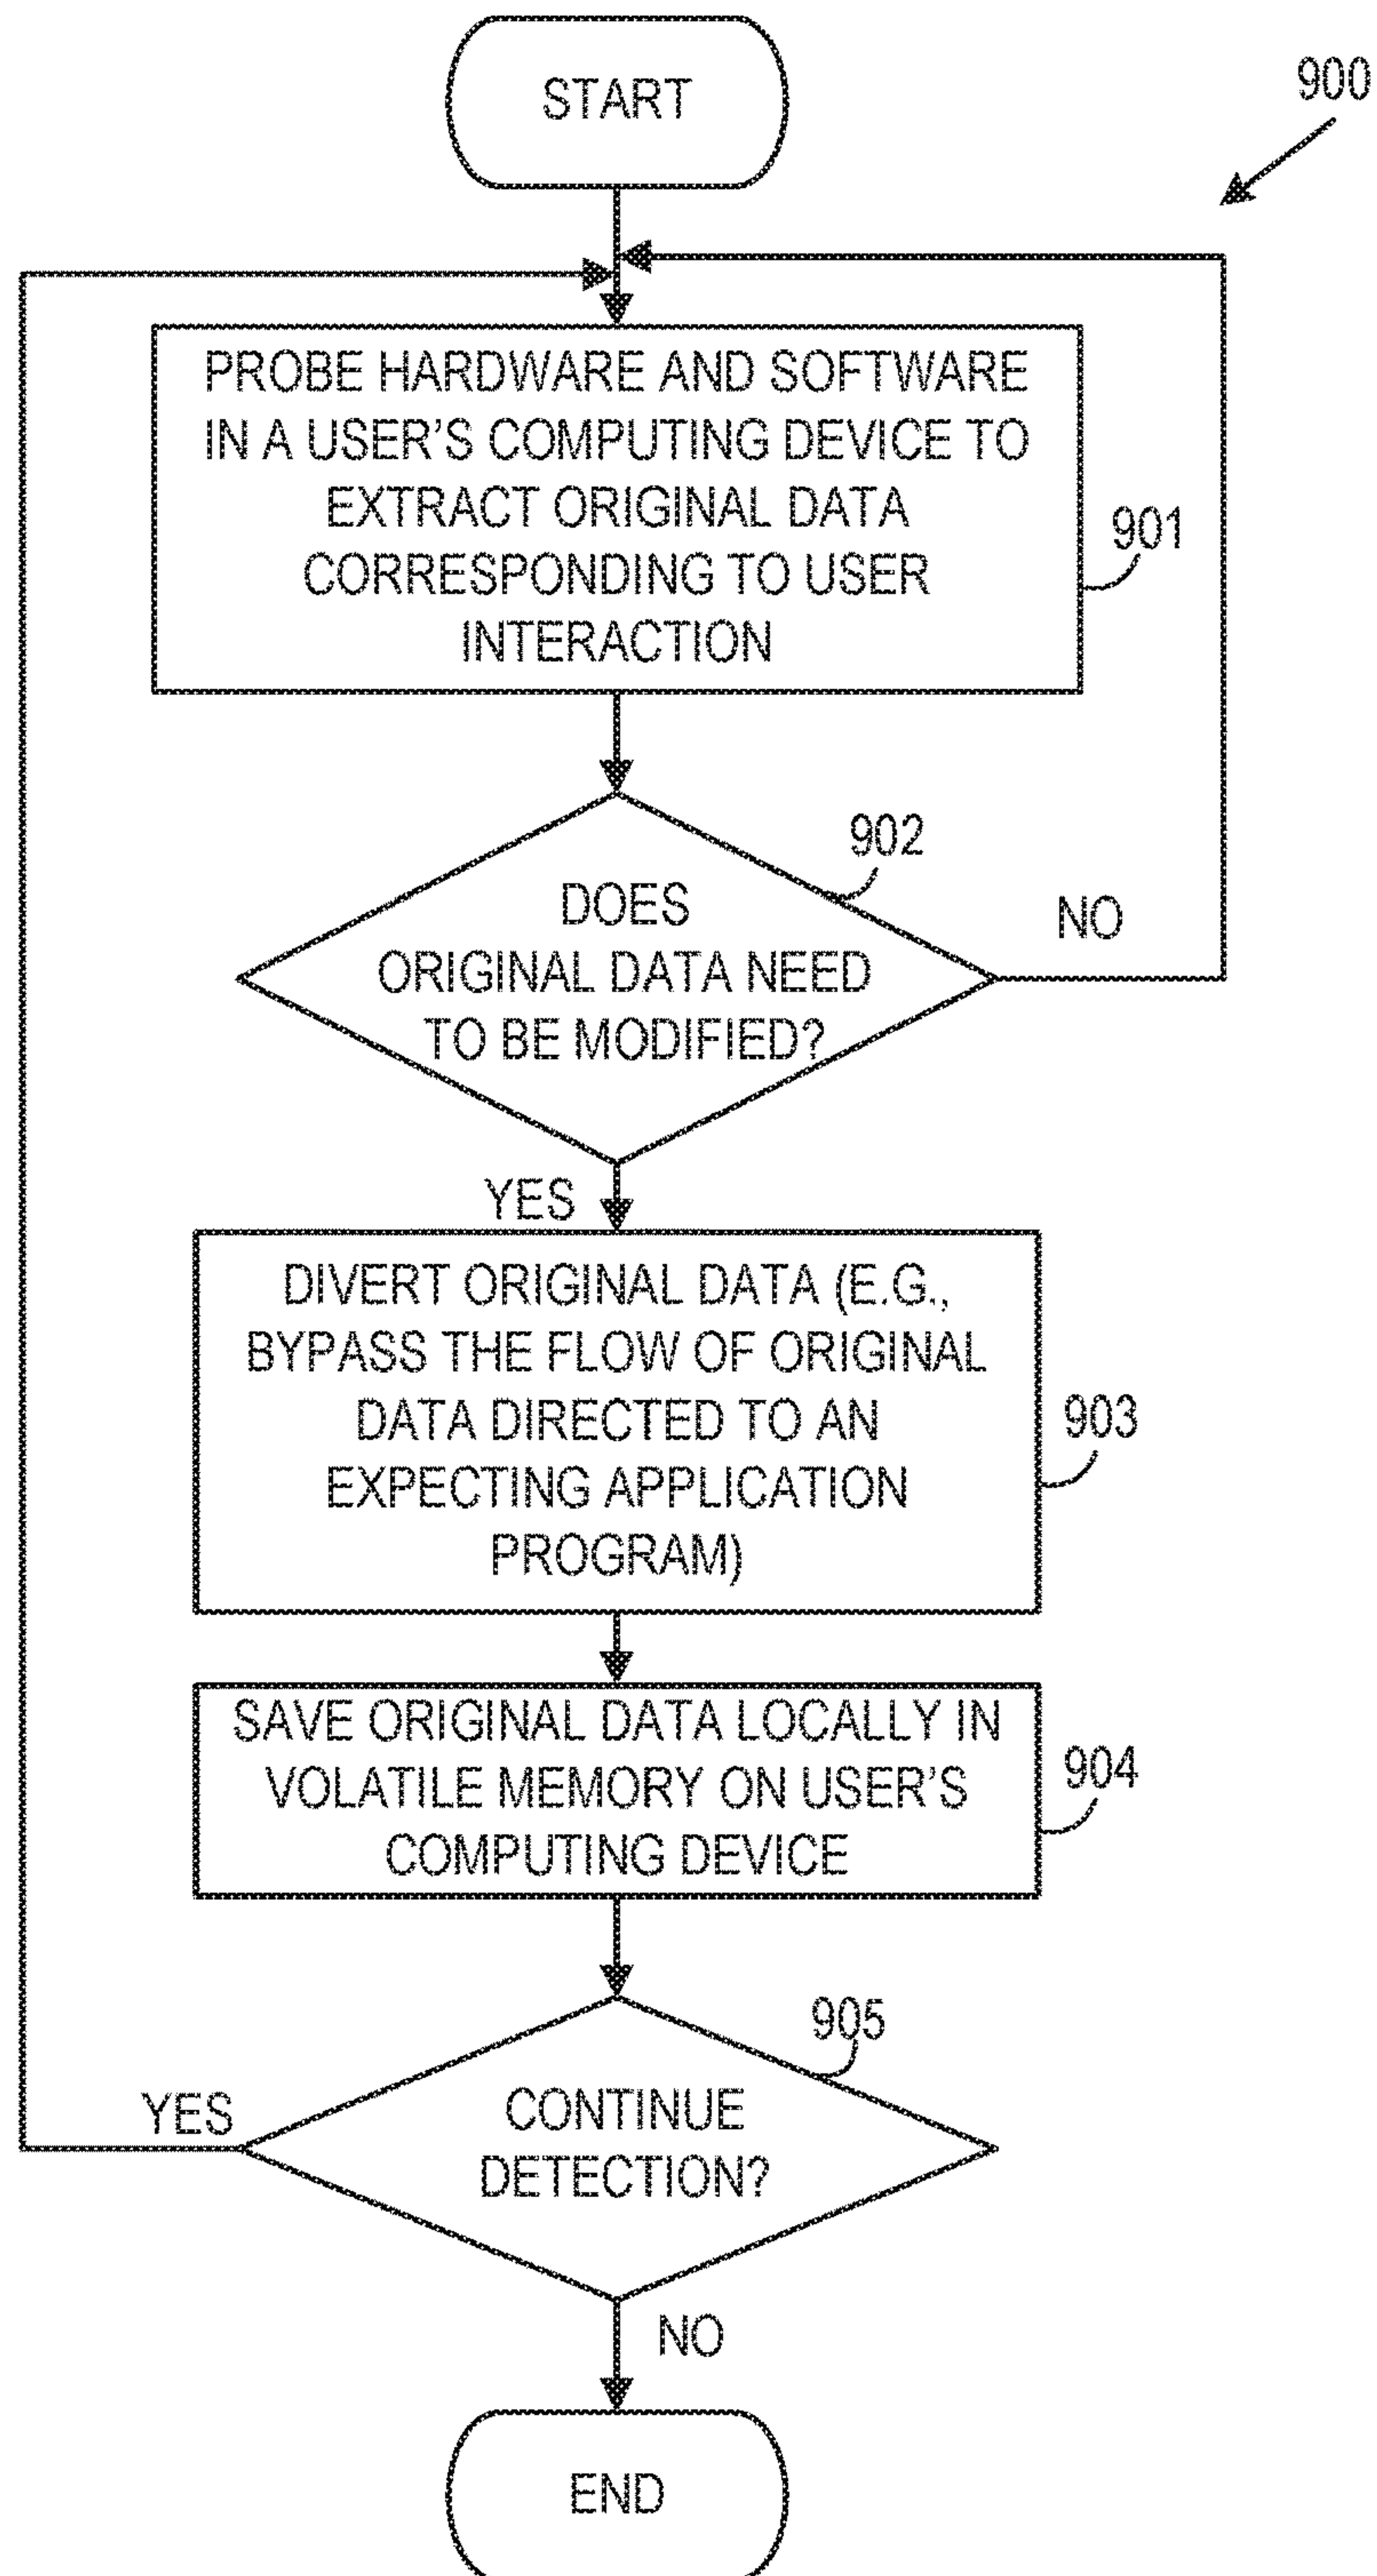 START
900
PROBE HARDWARE AND SOFTWARE
IN A USER'S COMPUTING DEVICE TO
EXTRACT ORIGINAL DATA
CORRESPONDING TO USER
INTERACTION
901
902
DOES
ORIGINAL DATA NEED
TO BE MODIFIED?
NO
YES
DIVERT ORIGINAL DATA (E.G.,
BYPASS THE FLOW OF ORIGINAL
DATA DIRECTED TO AN
EXPECTING APPLICATION
PROGRAM)
903
SAVE ORIGINAL DATA LOCALLY IN
VOLATILE MEMORY ON USER'S
COMPUTING DEVICE
904
905
CONTINUE
DETECTION?
YES
NO
END